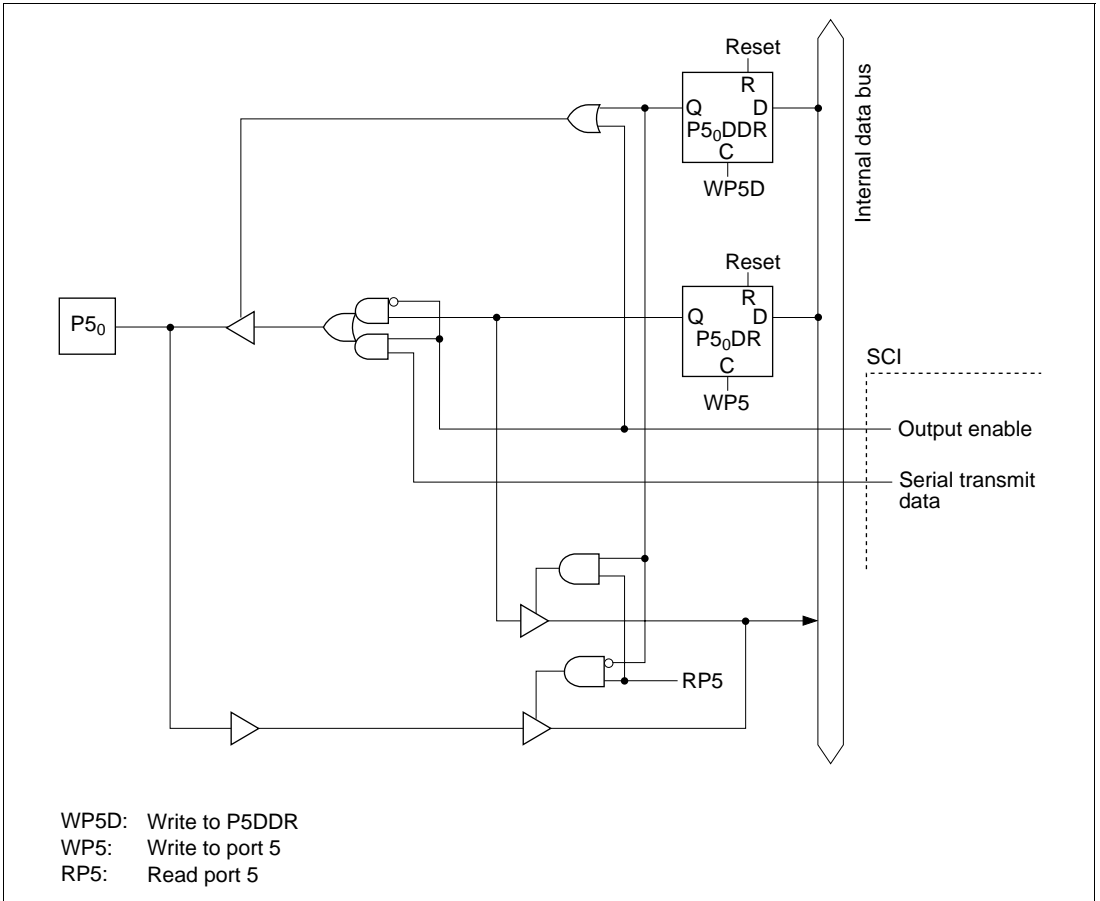 Reset
R
Q D
P5₀DDR
C
WP5D
Internal data bus
Reset
R
P5₀
Q D
P5₀DR
C
WP5
SCI
Output enable
Serial transmit
data
RP5
WP5D: Write to P5DDR
WP5: Write to port 5
RP5: Read port 5